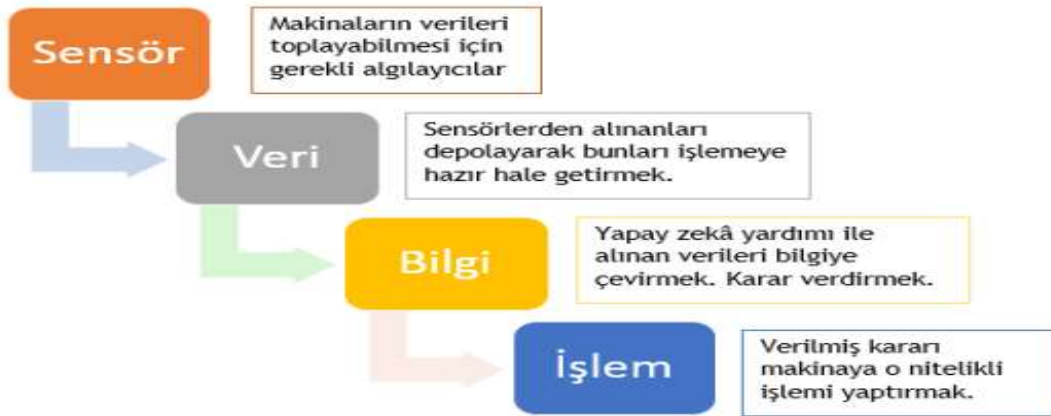 Sensör
Makinaların verileri
toplayabilmesi için
gerekli algılayıcılar
Veri
Sensörlerden alınanları
depolayarak bunları işlemeye
hazır hale getirmek.
Bilgi
Yapay zekâ yardımı ile
alınan verileri bilgiye
çevirmek. Karar verdirmek.
İşlem
Verilmiş kararı
makinaya o nitelikli
işlemi yaptırmak.